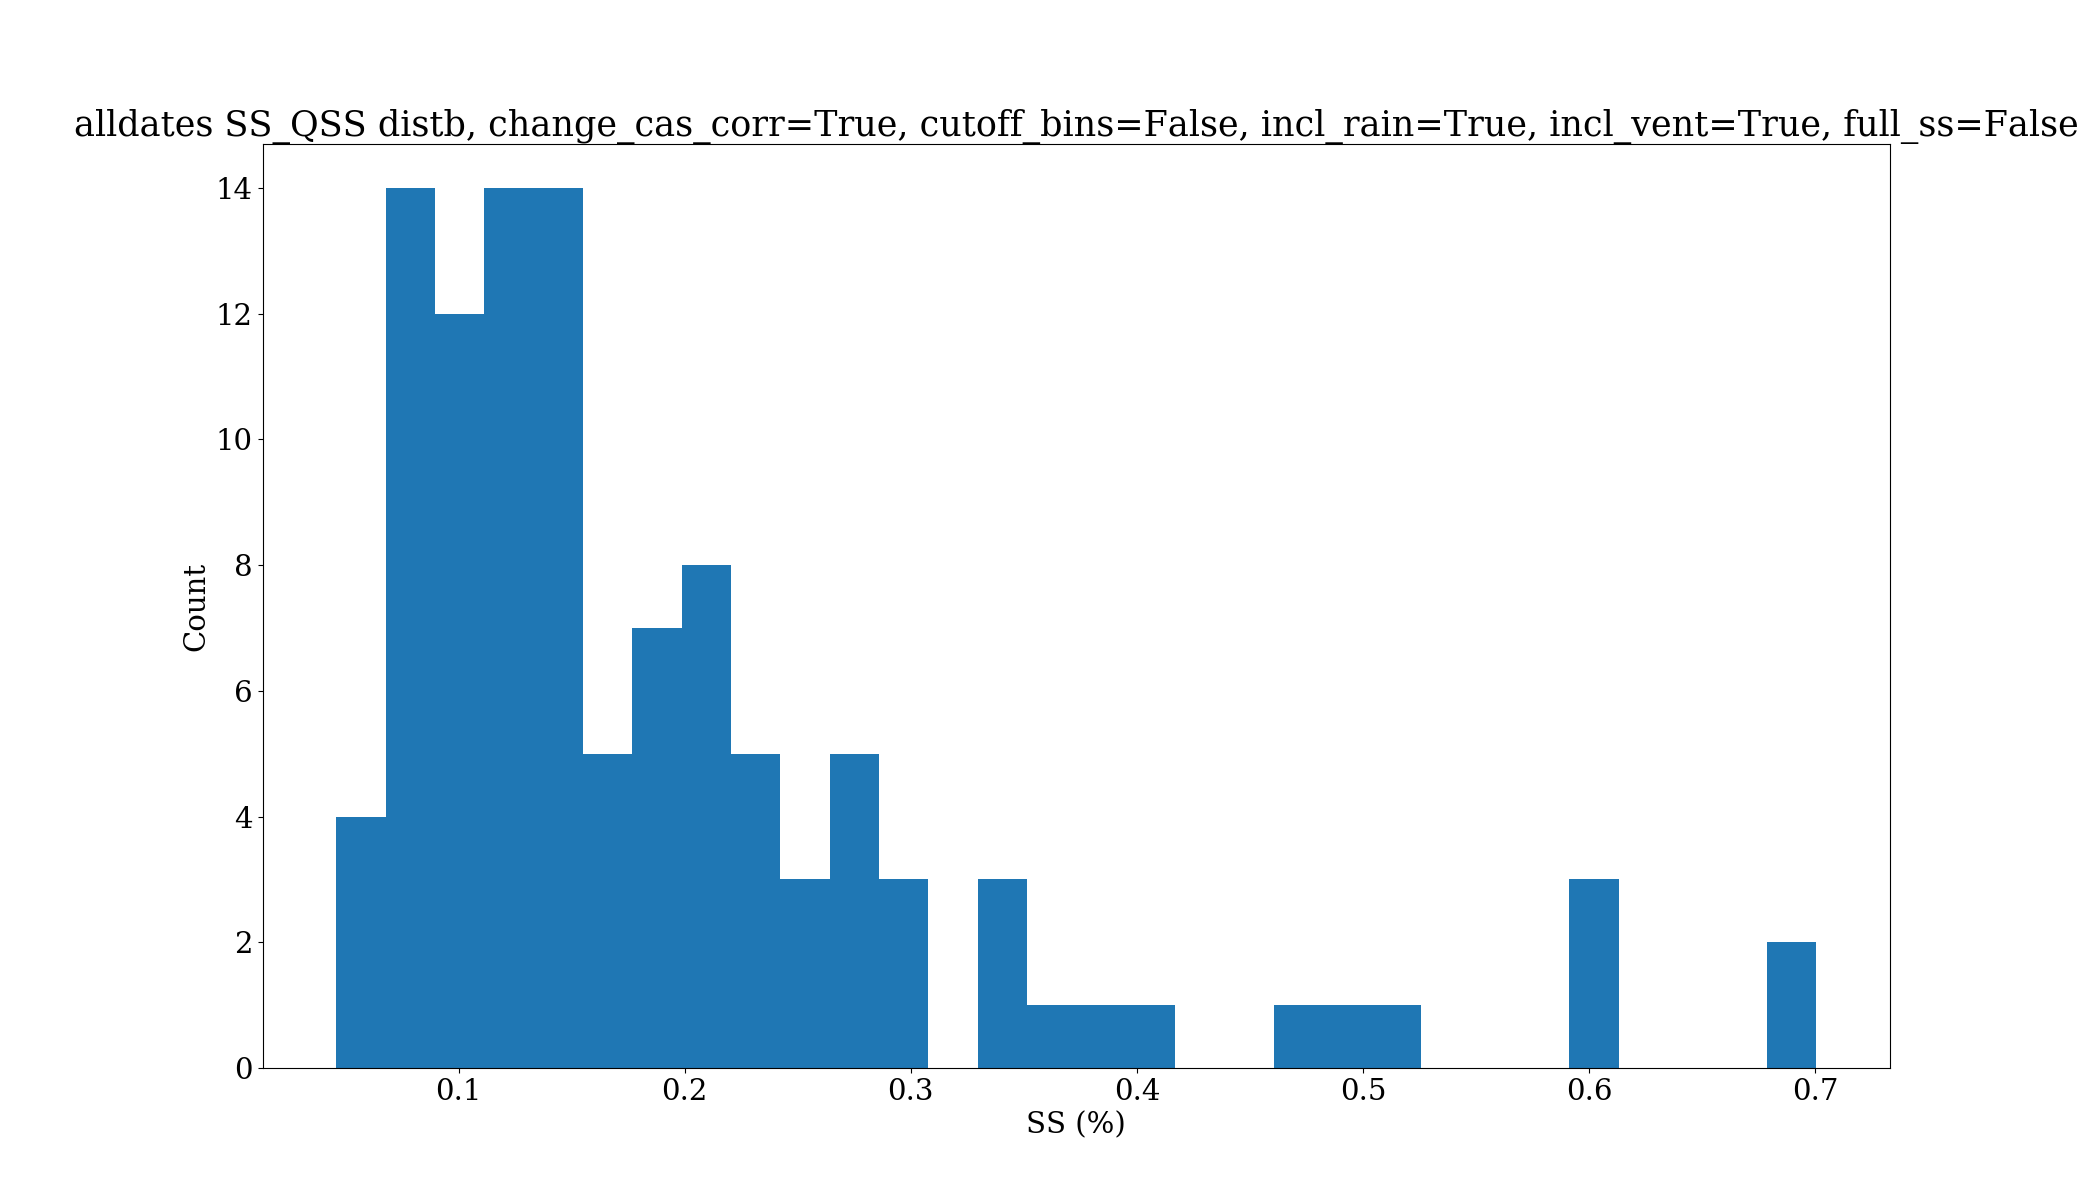 alldates SS_QSS distb, change_cas_corr=True, cutoff_bins=False, incl_rain=True, incl_vent=True, full_ss=False
14
12
10
8
6
4
2
0
Count
0.1 0.2 0.3 0.4 0.5 0.6 0.7
SS (%)